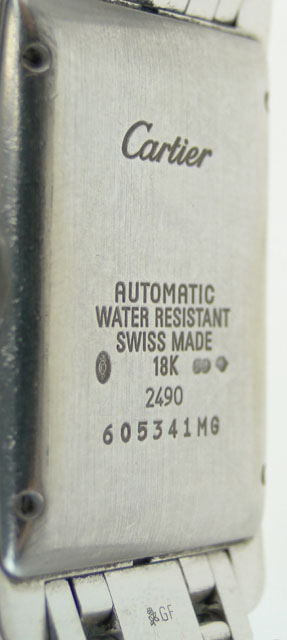 Cartier
AUTOMATIC
WATER RESISTANT
SWISS MADE
18K
2490
605341MG
GF